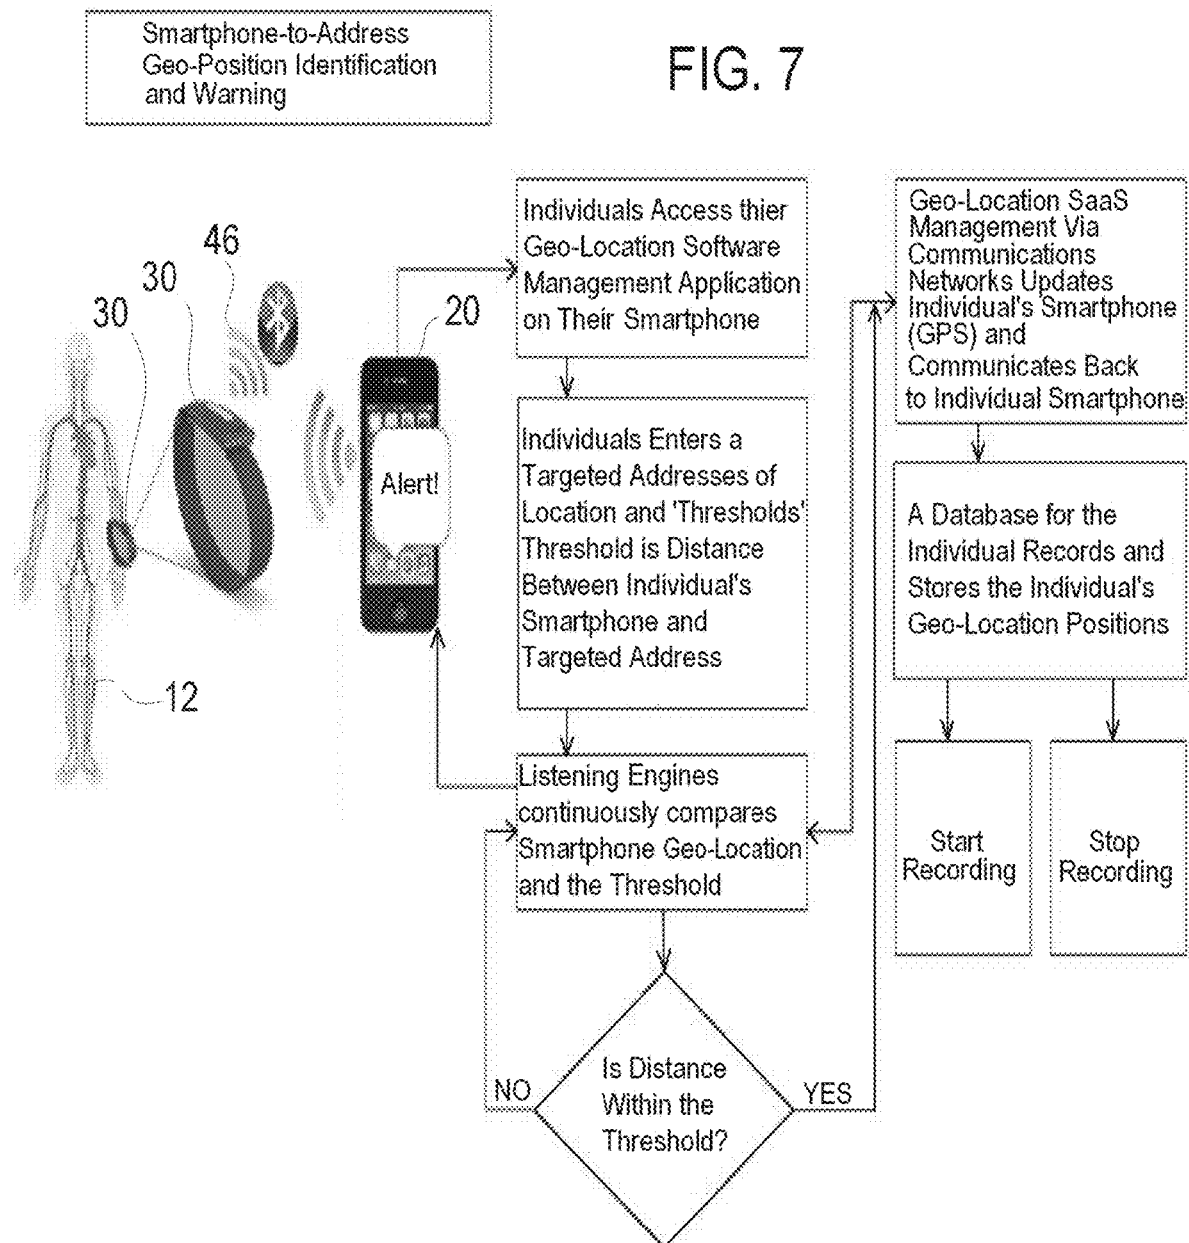 Smartphone-to-Address
Geo-Position Identification
and Warning
FIG. 7
46
30
30
20
12
Alert!
Individuals Access thier
Geo-Location Software
Management Application
on Their Smartphone
Individuals Enters a
Targeted Addresses of
Location and 'Thresholds'
Threshold is Distance
Between Individual's
Smartphone and
Targeted Address
Listening Engines
continuously compares
Smartphone Geo-Location
and the Threshold
Is Distance
Within the
Threshold?
NO
YES
Geo-Location SaaS
Management Via
Communications
Networks Updates
Individual's Smartphone
(GPS) and
Communicates Back
to Individual Smartphone
A Database for the
Individual Records and
Stores the Individual's
Geo-Location Positions
Start
Recording
Stop
Recording